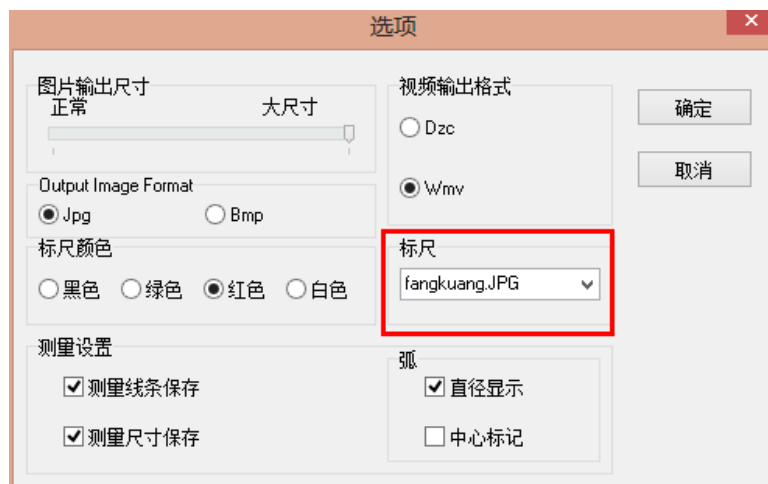 选项
图片输出尺寸
正常 大尺寸
视频输出格式
Dzc
Wmv
确定
取消
Output Image Format
Jpg Bmp
标尺颜色
黑色 绿色 红色 白色
标尺
fangkuang.JPG
测量设置
测量线条保存
测量尺寸保存
弧
直径显示
中心标记